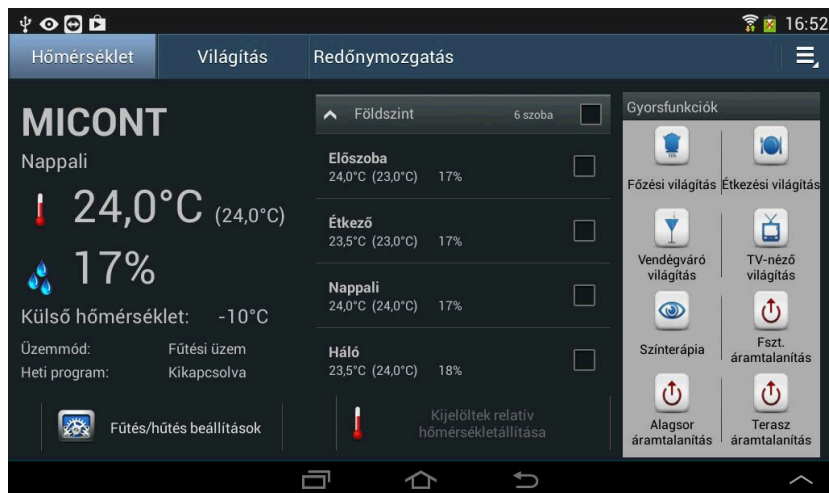 16:52
Hőmérséklet
Világítás
Redőnymozgatás
MICONT
Nappali
24,0°C (24,0°C)
17%
Külső hőmérséklet: -10°C
Üzemmód: Fűtési üzem
Heti program: Kikapcsolva
Fűtés/hűtés beállítások
Földszint 6 szoba
Előszoba
24,0°C (23,0°C) 17%
Étkező
23,5°C (23,0°C) 17%
Nappali
24,0°C (24,0°C) 17%
Háló
23,5°C (24,0°C) 18%
Kijelöltek relatív
hőmérsékletállítása
Gyorsfunkciók
Főzési világítás
Étkezési világítás
Vendégváró
világítás
TV-néző
világítás
Színterápia
Fszt.
áramtalanítás
Alagsor
áramtalanítás
Terasz
áramtalanítás